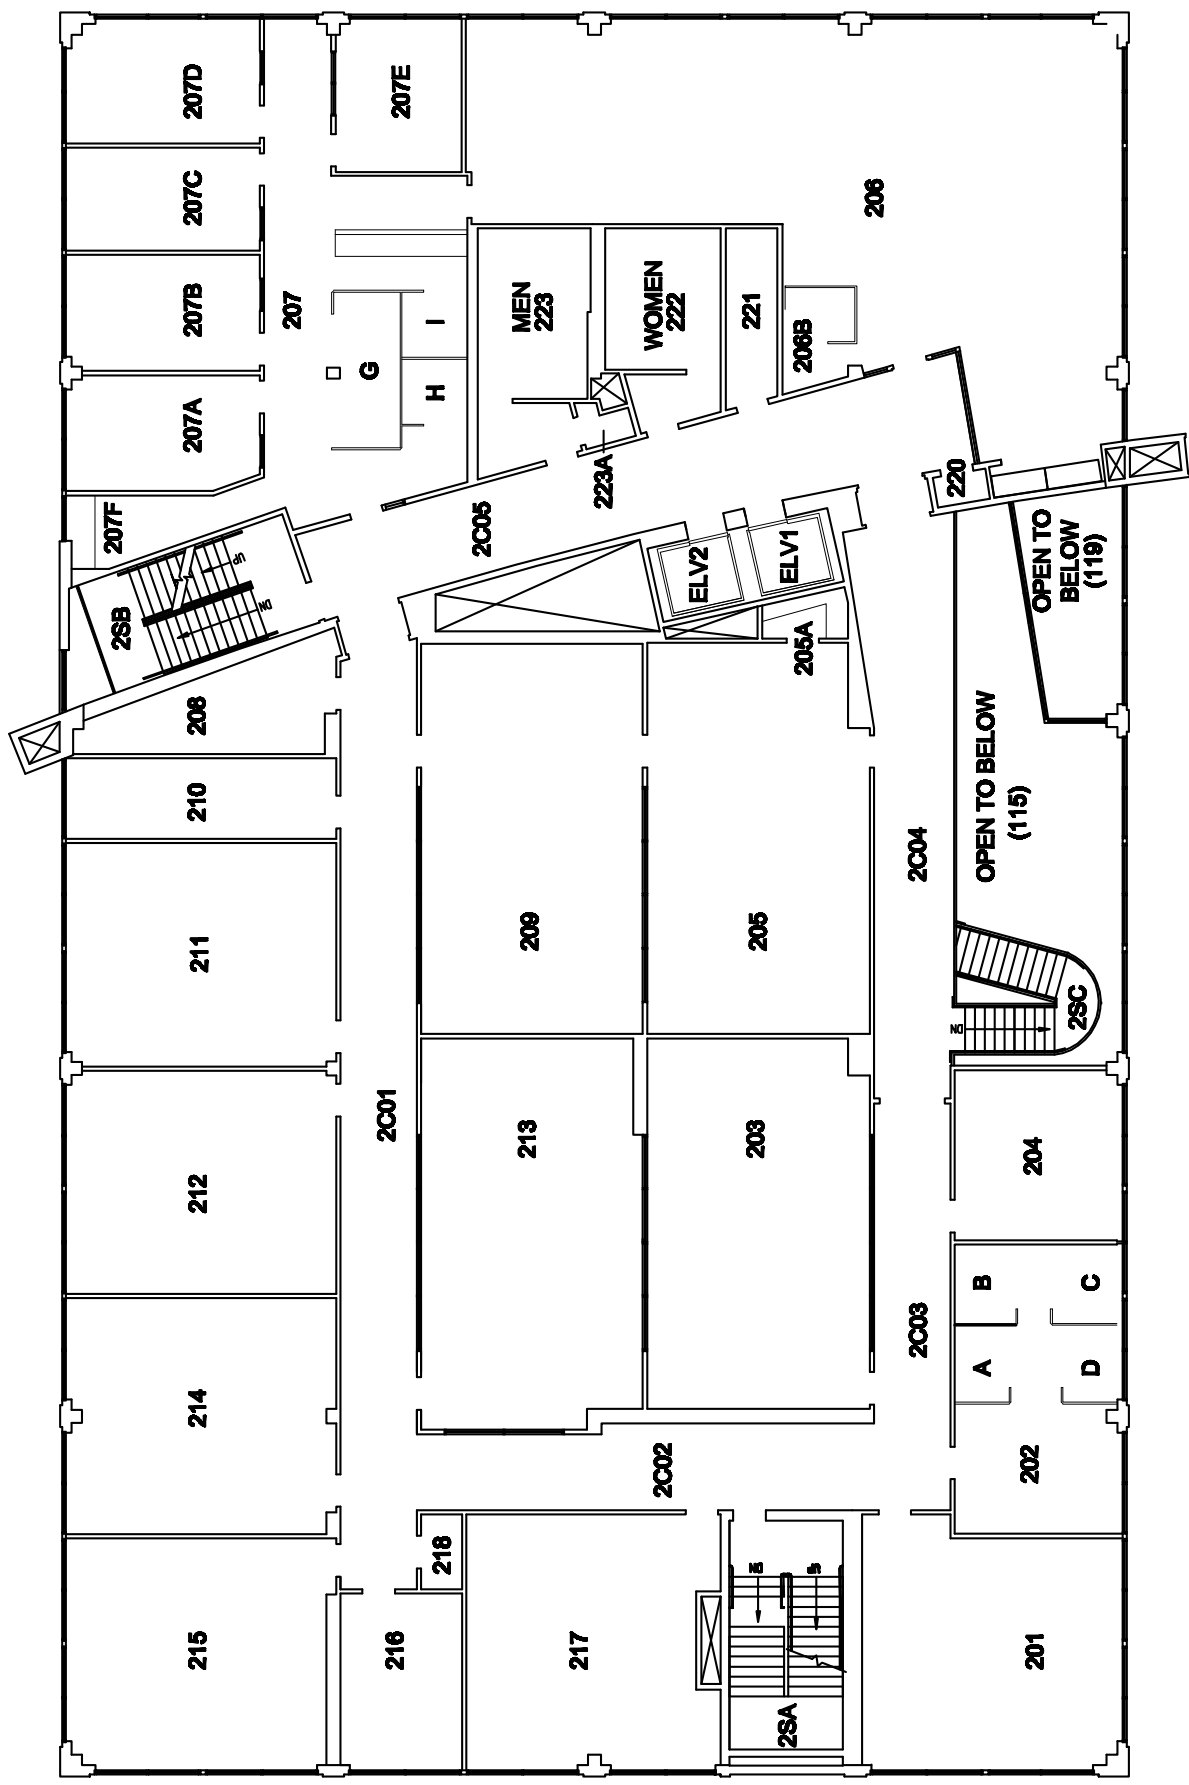 207D
207C
207B
207A
207F
207E
207
G
H
I
206
MEN
223
WOMEN
222
221
206B
223A
220
2C05
2SB
UP
DN
ELV2
ELV1
205A
OPEN TO
BELOW
(119)
OPEN TO BELOW
(115)
208
210
211
209
205
2C04
2SC
DN
2C01
212
213
203
204
214
2C03
B
C
A
D
202
2C02
215
218
216
217
DN
UP
2SA
201